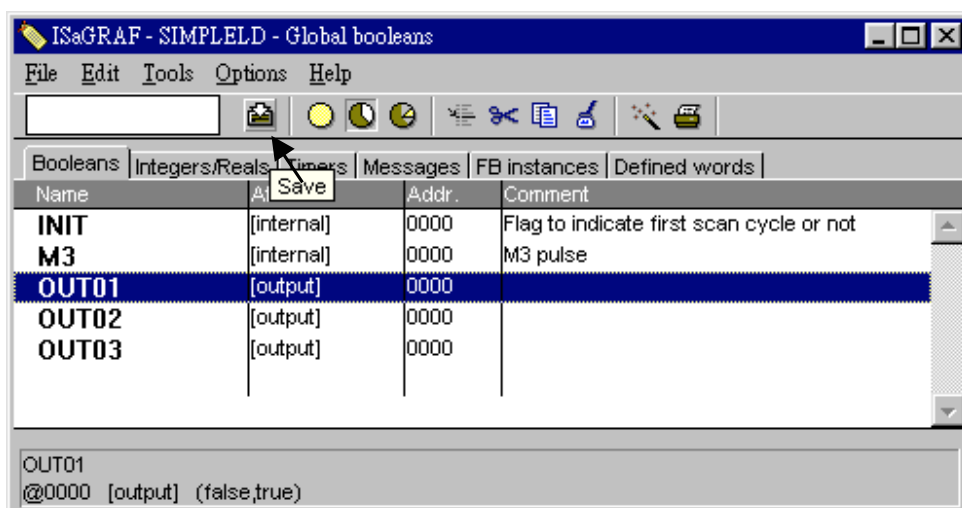 ISaGRAF - SIMPLELD - Global booleans
File Edit Tools Options Help
Booleans Integers/Reals Timers Messages FB instances Defined words
Save
Name Addr. Comment
INIT [internal] 0000 Flag to indicate first scan cycle or not
M3 [internal] 0000 M3 pulse
OUT01 [output] 0000
OUT02 [output] 0000
OUT03 [output] 0000
OUT01
@0000 [output] (false,true)